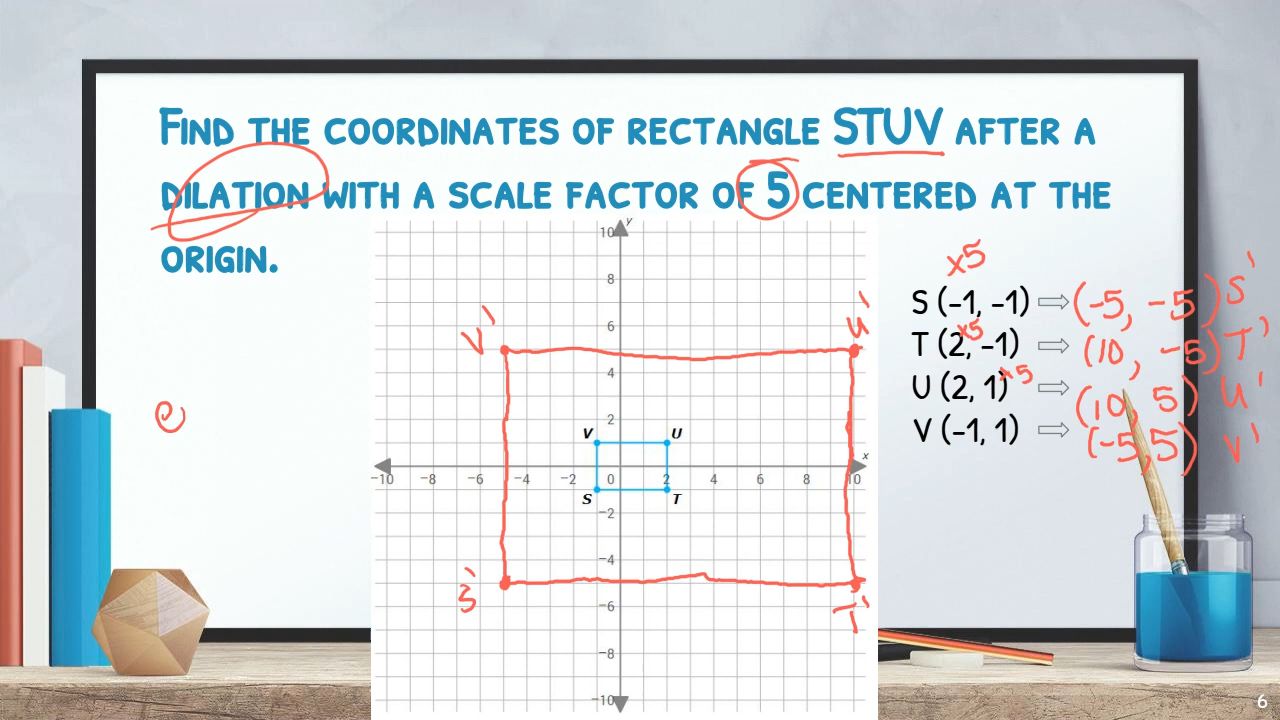 FIND THE COORDINATES OF RECTANGLE STUV AFTER A
DILATION WITH A SCALE FACTOR OF 5 CENTERED AT THE
ORIGIN.
x5
S (-1, -1) ⇨ (-5, -5) S'
T (2, -1) ⇨ (10, -5) T'
x5
U (2, 1) ⇨ (10, 5) U'
x5
V (-1, 1) ⇨ (-5, 5) V'
e
y
10
8
6
4
2
V U
x
-10 -8 -6 -4 -2 0 2 4 6 8 10
S T
-2
-4
-6
-8
-10
V' U'
S' T'
6